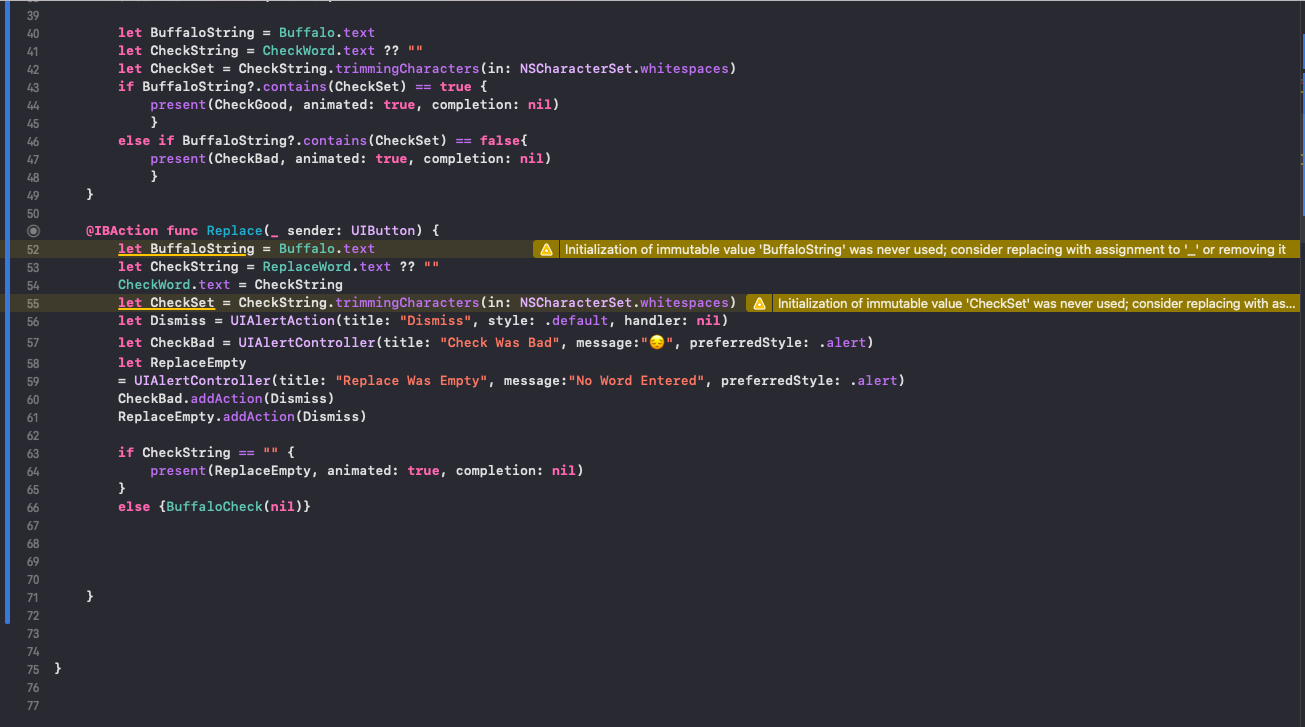 39
40 let BuffaloString = Buffalo.text
41 let CheckString = CheckWord.text ?? ""
42 let CheckSet = CheckString.trimmingCharacters(in: NSCharacterSet.whitespaces)
43 if BuffaloString?.contains(CheckSet) == true {
44 present(CheckGood, animated: true, completion: nil)
45 }
46 else if BuffaloString?.contains(CheckSet) == false{
47 present(CheckBad, animated: true, completion: nil)
48 }
49 }
50
@IBAction func Replace(_ sender: UIButton) {
52 let BuffaloString = Buffalo.text Initialization of immutable value 'BuffaloString' was never used; consider replacing with assignment to '_' or removing it
53 let CheckString = ReplaceWord.text ?? ""
54 CheckWord.text = CheckString
55 let CheckSet = CheckString.trimmingCharacters(in: NSCharacterSet.whitespaces) Initialization of immutable value 'CheckSet' was never used; consider replacing with as...
56 let Dismiss = UIAlertAction(title: "Dismiss", style: .default, handler: nil)
57 let CheckBad = UIAlertController(title: "Check Was Bad", message:"😔", preferredStyle: .alert)
58 let ReplaceEmpty
59 = UIAlertController(title: "Replace Was Empty", message:"No Word Entered", preferredStyle: .alert)
60 CheckBad.addAction(Dismiss)
61 ReplaceEmpty.addAction(Dismiss)
62
63 if CheckString == "" {
64 present(ReplaceEmpty, animated: true, completion: nil)
65 }
66 else {BuffaloCheck(nil)}
67
68
69
70
71 }
72
73
74
75 }
76
77